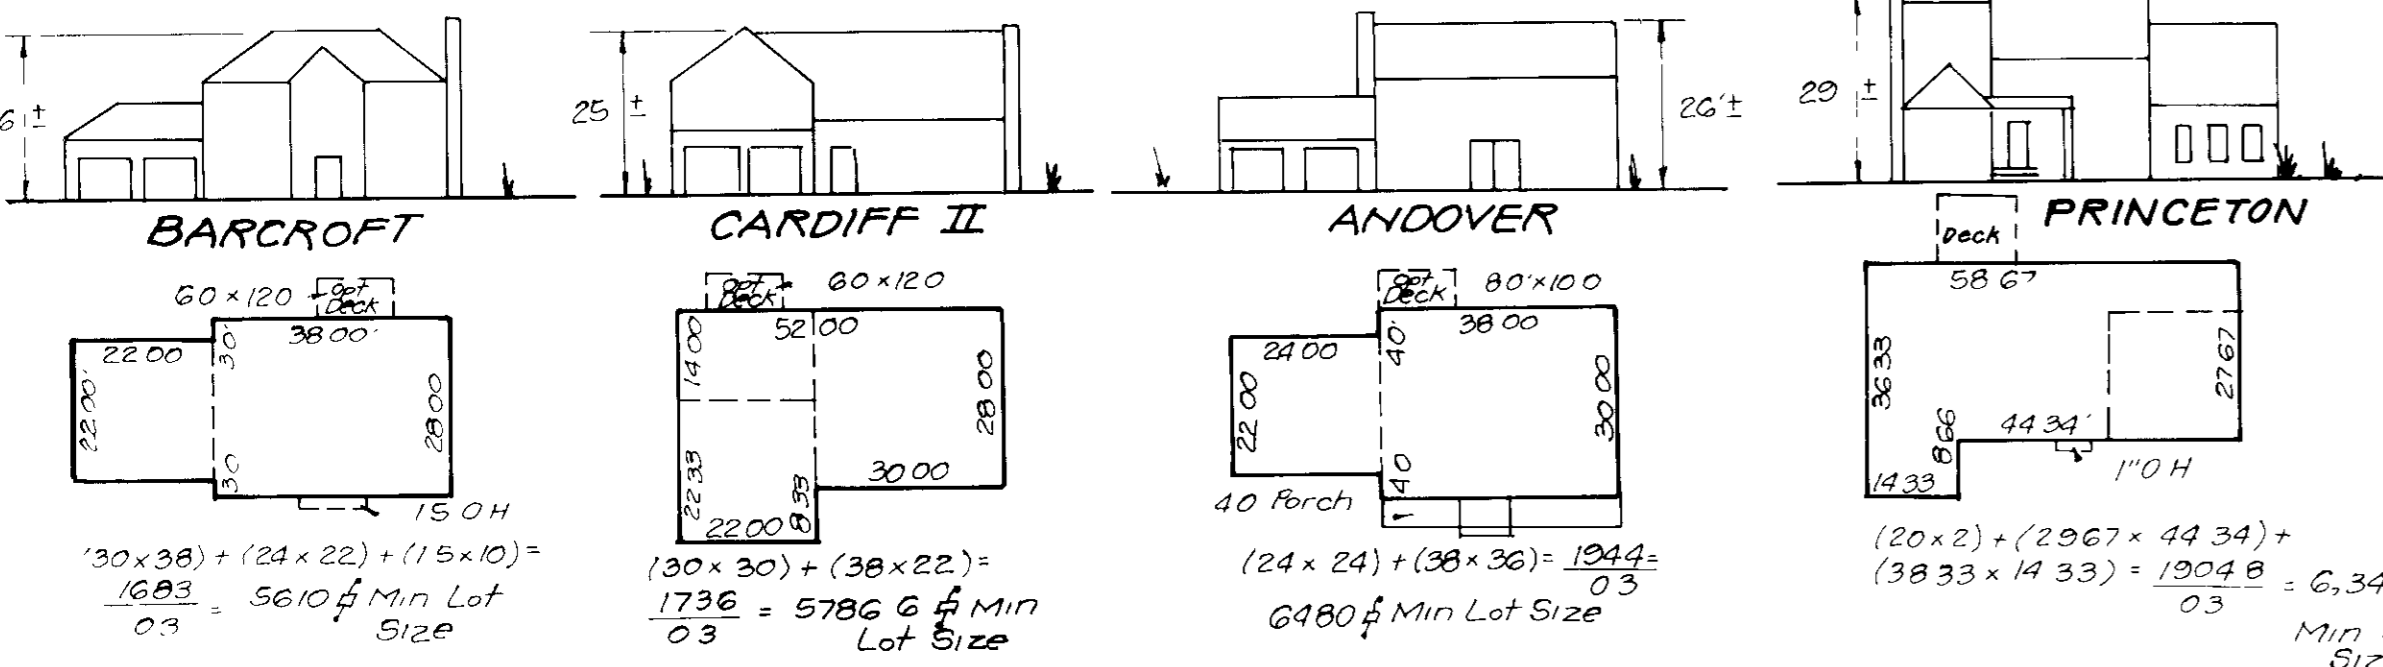 6 ±
25 ±
26'±
29 ±
BARCROFT
CARDIFF II
ANDOVER
PRINCETON
60 x 120
opt
Deck
38 00'
22 00
30'
22 00'
28 00
30
15 O H
'30 x 38) + (24 x 22) + (15 x 10) =
1683
03
= 5610 ⏍ Min Lot
Size
opt
Deck
60 x 120
52 00
14 00
28 00
22 33
30 00
22 00
8 33
(30 x 30) + (38 x 22) =
1736
03
= 5786 6 ⏍ Min
Lot Size
opt
Deck
80' x 100
38 00
24 00
40'
22 00
30 00
40
40 Porch
(24 x 24) + (38 x 36) = 1944 =
03
6480 ⏍ Min Lot Size
Deck
58 67
36 33
27 67
44 34'
8 66
14 33
1" O H
(20 x 2) + (29 67 x 44 34) +
(38 33 x 14 33) = 1904 8
03
= 6,34
Min
Siz